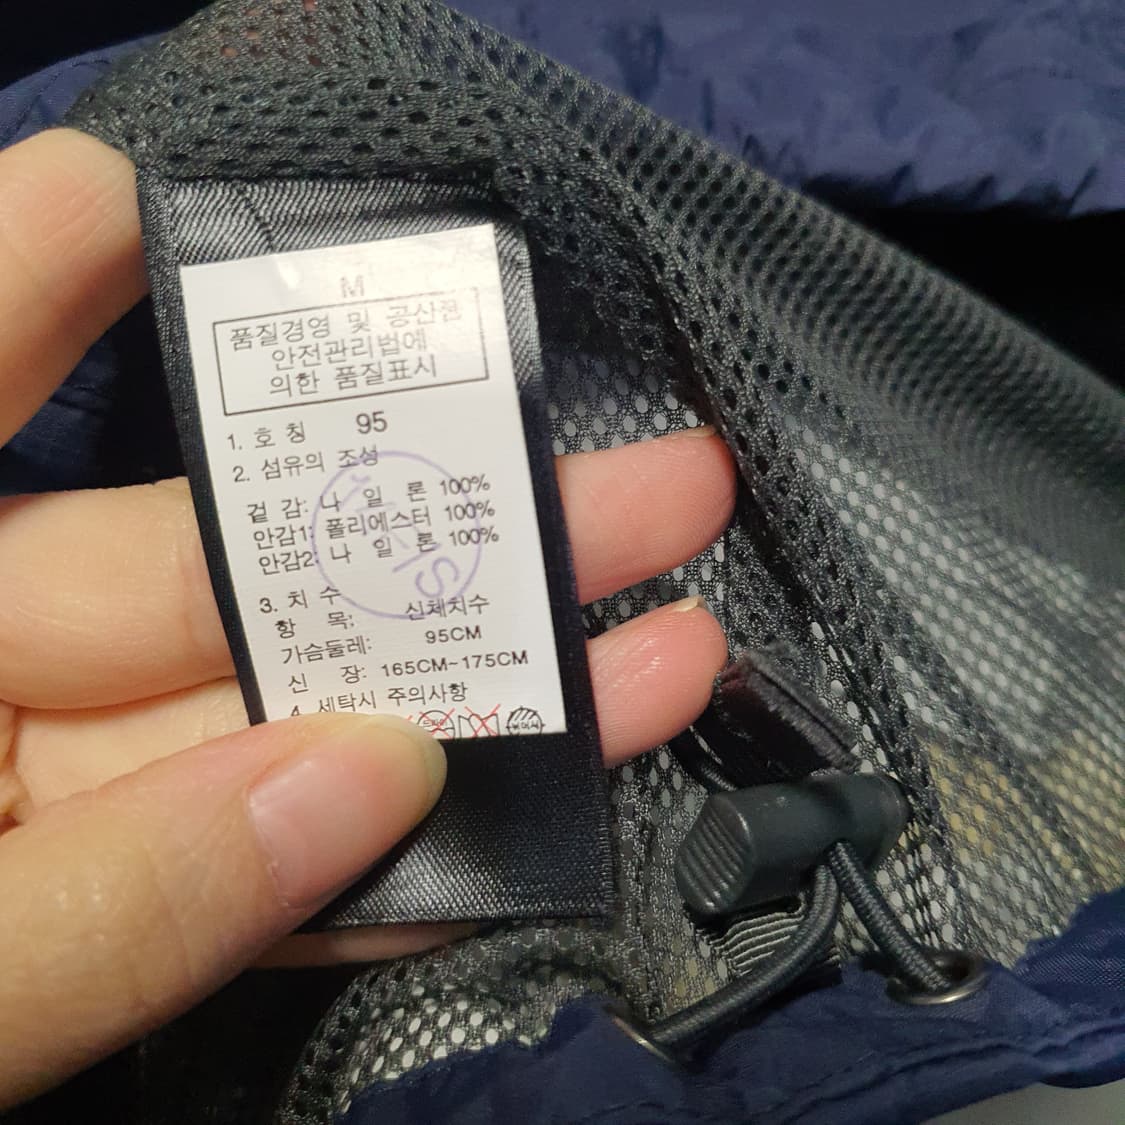 M
품질경영 및 공산품
안전관리법에
의한 품질표시
1. 호 칭 95
2. 섬유의 조성
겉 감: 나 일 론 100%
안감1: 폴리에스터 100%
안감2: 나 일 론 100%
3. 치 수
항 목: 신체치수
가슴둘레: 95CM
신 장: 165CM~175CM
4. 세탁시 주의사항
드라이